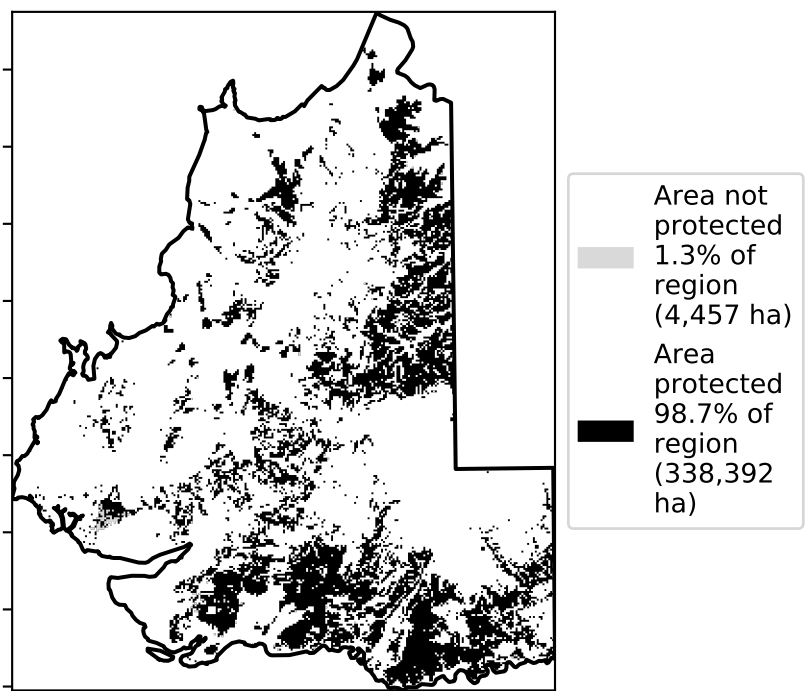 Area not
protected
1.3% of
region
(4,457 ha)
Area
protected
98.7% of
region
(338,392
ha)